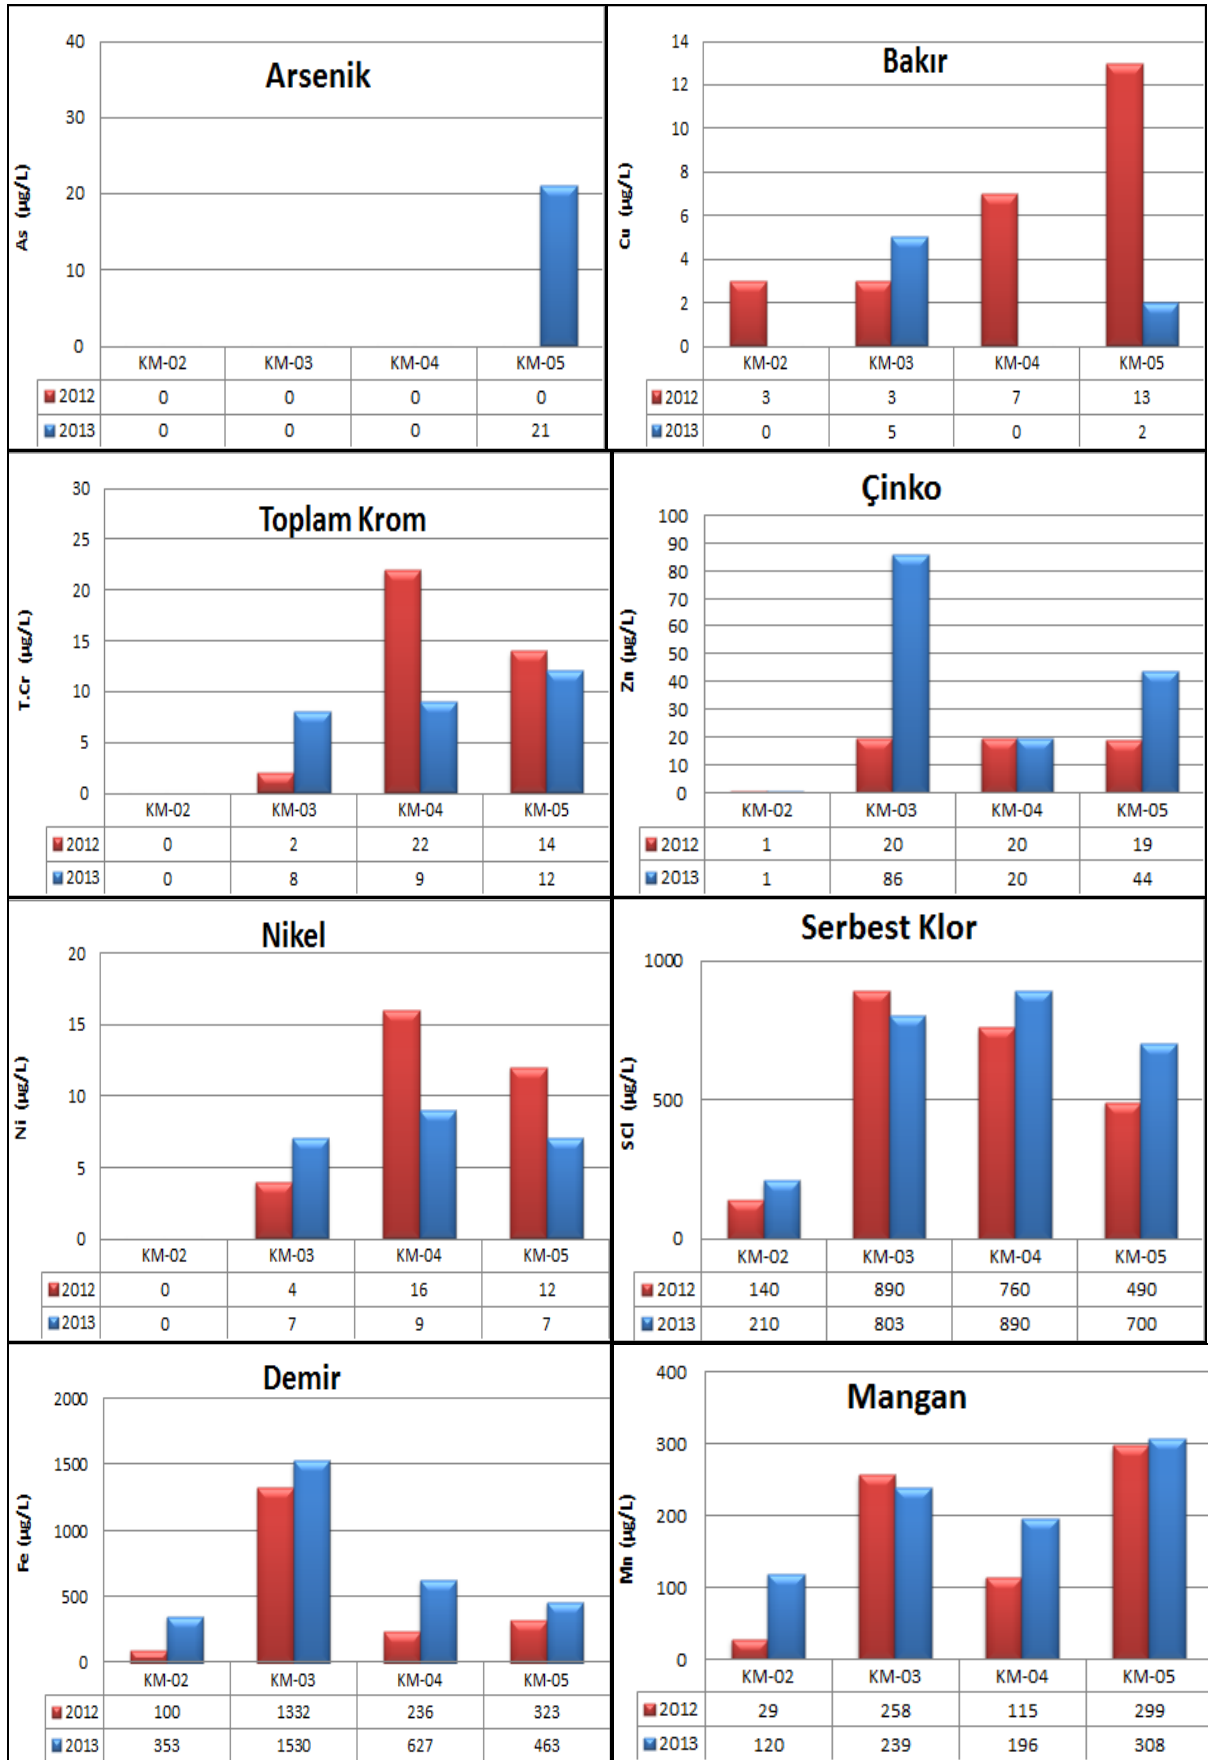 Arsenik
As (µg/L)
40
30
20
10
0
KM-02 KM-03 KM-04 KM-05
2012 0 0 0 0
2013 0 0 0 21
Bakır
Cu (µg/L)
14
12
10
8
6
4
2
0
KM-02 KM-03 KM-04 KM-05
2012 3 3 7 13
2013 0 5 0 2
Toplam Krom
T.Cr (µg/L)
30
25
20
15
10
5
0
KM-02 KM-03 KM-04 KM-05
2012 0 2 22 14
2013 0 8 9 12
Çinko
Zn (µg/L)
100
90
80
70
60
50
40
30
20
10
0
KM-02 KM-03 KM-04 KM-05
2012 1 20 20 19
2013 1 86 20 44
Nikel
Ni (µg/L)
20
15
10
5
0
KM-02 KM-03 KM-04 KM-05
2012 0 4 16 12
2013 0 7 9 7
Serbest Klor
SCl (µg/L)
1000
500
0
KM-02 KM-03 KM-04 KM-05
2012 140 890 760 490
2013 210 803 890 700
Demir
Fe (µg/L)
2000
1500
1000
500
0
KM-02 KM-03 KM-04 KM-05
2012 100 1332 236 323
2013 353 1530 627 463
Mangan
Mn (µg/L)
400
300
200
100
0
KM-02 KM-03 KM-04 KM-05
2012 29 258 115 299
2013 120 239 196 308